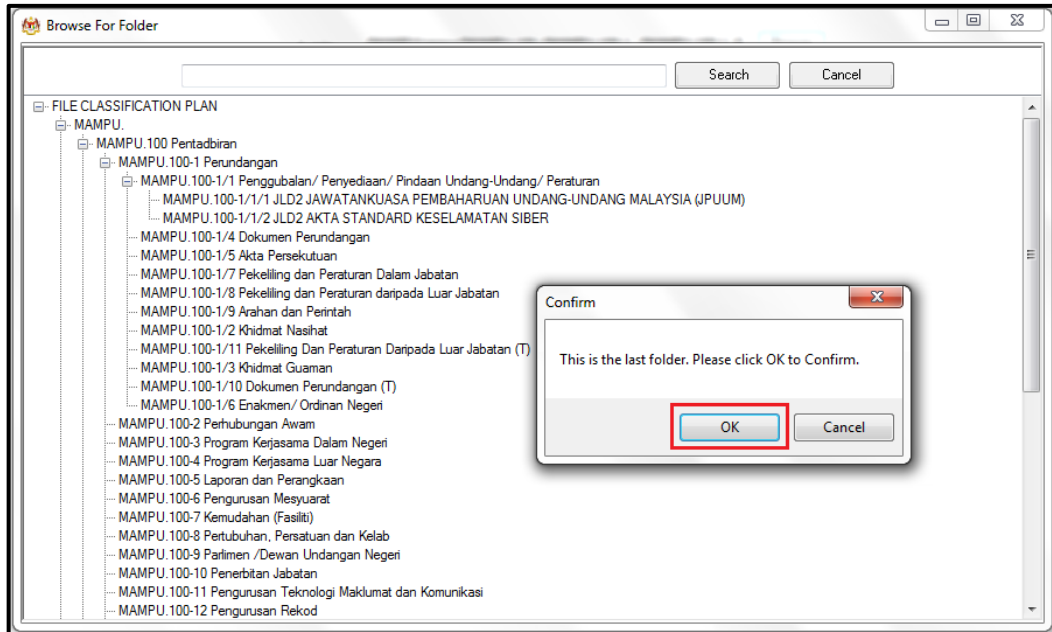 Browse For Folder
Search Cancel
FILE CLASSIFICATION PLAN
MAMPU.
MAMPU.100 Pentadbiran
MAMPU.100-1 Perundangan
MAMPU.100-1/1 Penggubalan/ Penyediaan/ Pindaan Undang-Undang/ Peraturan
MAMPU.100-1/1/1 JLD2 JAWATANKUASA PEMBAHARUAN UNDANG-UNDANG MALAYSIA (JPUUM)
MAMPU.100-1/1/2 JLD2 AKTA STANDARD KESELAMATAN SIBER
MAMPU.100-1/4 Dokumen Perundangan
MAMPU.100-1/5 Akta Persekutuan
MAMPU.100-1/7 Pekeliling dan Peraturan Dalam Jabatan
MAMPU.100-1/8 Pekeliling dan Peraturan daripada Luar Jabatan
MAMPU.100-1/9 Arahan dan Perintah
MAMPU.100-1/2 Khidmat Nasihat
MAMPU.100-1/11 Pekeliling Dan Peraturan Daripada Luar Jabatan (T)
MAMPU.100-1/3 Khidmat Guaman
MAMPU.100-1/10 Dokumen Perundangan (T)
MAMPU.100-1/6 Enakmen/ Ordinan Negeri
MAMPU.100-2 Perhubungan Awam
MAMPU.100-3 Program Kerjasama Dalam Negeri
MAMPU.100-4 Program Kerjasama Luar Negara
MAMPU.100-5 Laporan dan Perangkaan
MAMPU.100-6 Pengurusan Mesyuarat
MAMPU.100-7 Kemudahan (Fasiliti)
MAMPU.100-8 Pertubuhan, Persatuan dan Kelab
MAMPU.100-9 Parlimen /Dewan Undangan Negeri
MAMPU.100-10 Penerbitan Jabatan
MAMPU.100-11 Pengurusan Teknologi Maklumat dan Komunikasi
MAMPU.100-12 Pengurusan Rekod
Confirm
This is the last folder. Please click OK to Confirm.
OK Cancel